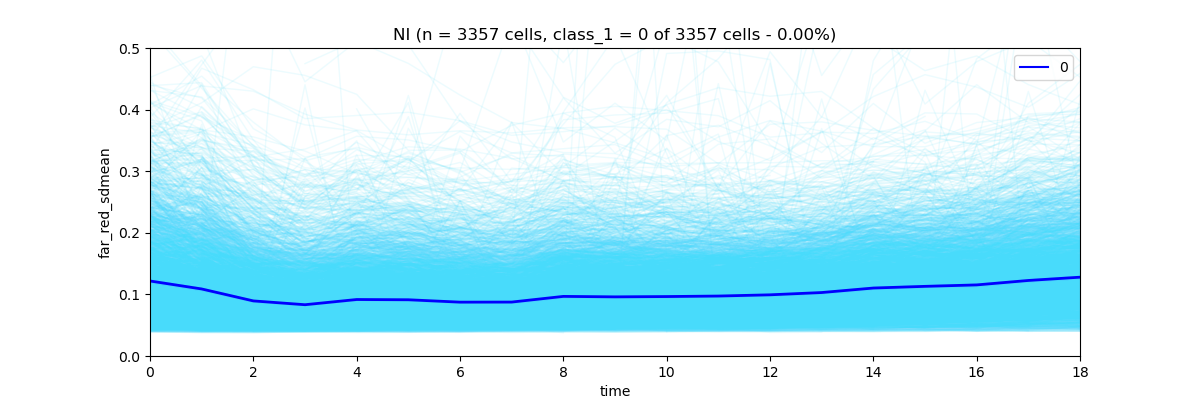 NI (n = 3357 cells, class_1 = 0 of 3357 cells - 0.00%)
0
0.5
0.4
0.3
0.2
0.1
0.0
far_red_sdmean
0 2 4 6 8 10 12 14 16 18
time